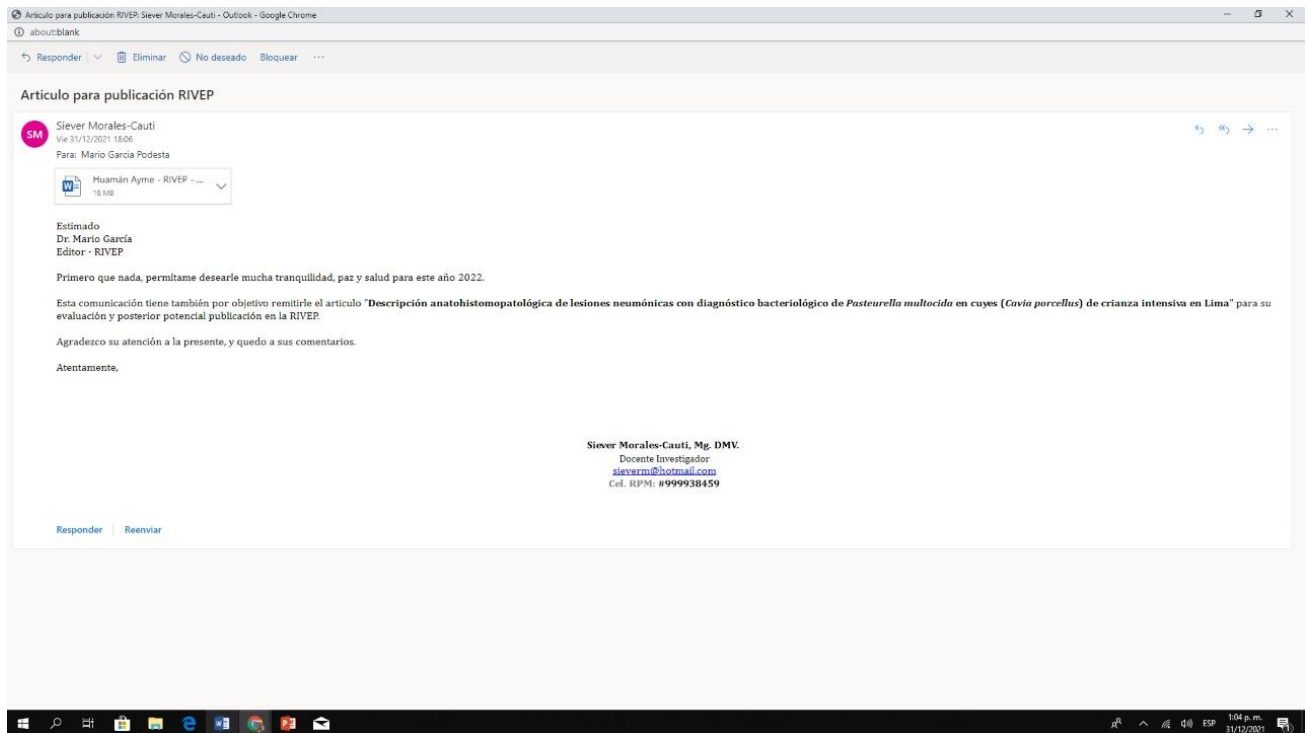 Articulo para publicación RIVEP: Siever Morales-Cauti - Outlook - Google Chrome
about:blank
Responder Eliminar No deseado Bloquear ...
Articulo para publicación RIVEP
SM
Siever Morales-Cauti
Vie 31/12/2021 18:06
Para: Mario Garcia Podesta
Huamán Ayme - RIVEP - ...
18 MB
Estimado
Dr. Mario García
Editor - RIVEP
Primero que nada, permítame desearle mucha tranquilidad, paz y salud para este año 2022.
Esta comunicación tiene también por objetivo remitirle el articulo "Descripción anatohistomopatológica de lesiones neumónicas con diagnóstico bacteriológico de Pasteurella multocida en cuyes (Cavia porcellus) de crianza intensiva en Lima" para su
evaluación y posterior potencial publicación en la RIVEP.
Agradezco su atención a la presente, y quedo a sus comentarios.
Atentamente,
Siever Morales-Cauti, Mg. DMV.
Docente Investigador
sieverm@hotmail.com
Cel. RPM: #999938459
Responder Reenviar
ESP
1:04 p. m.
31/12/2021